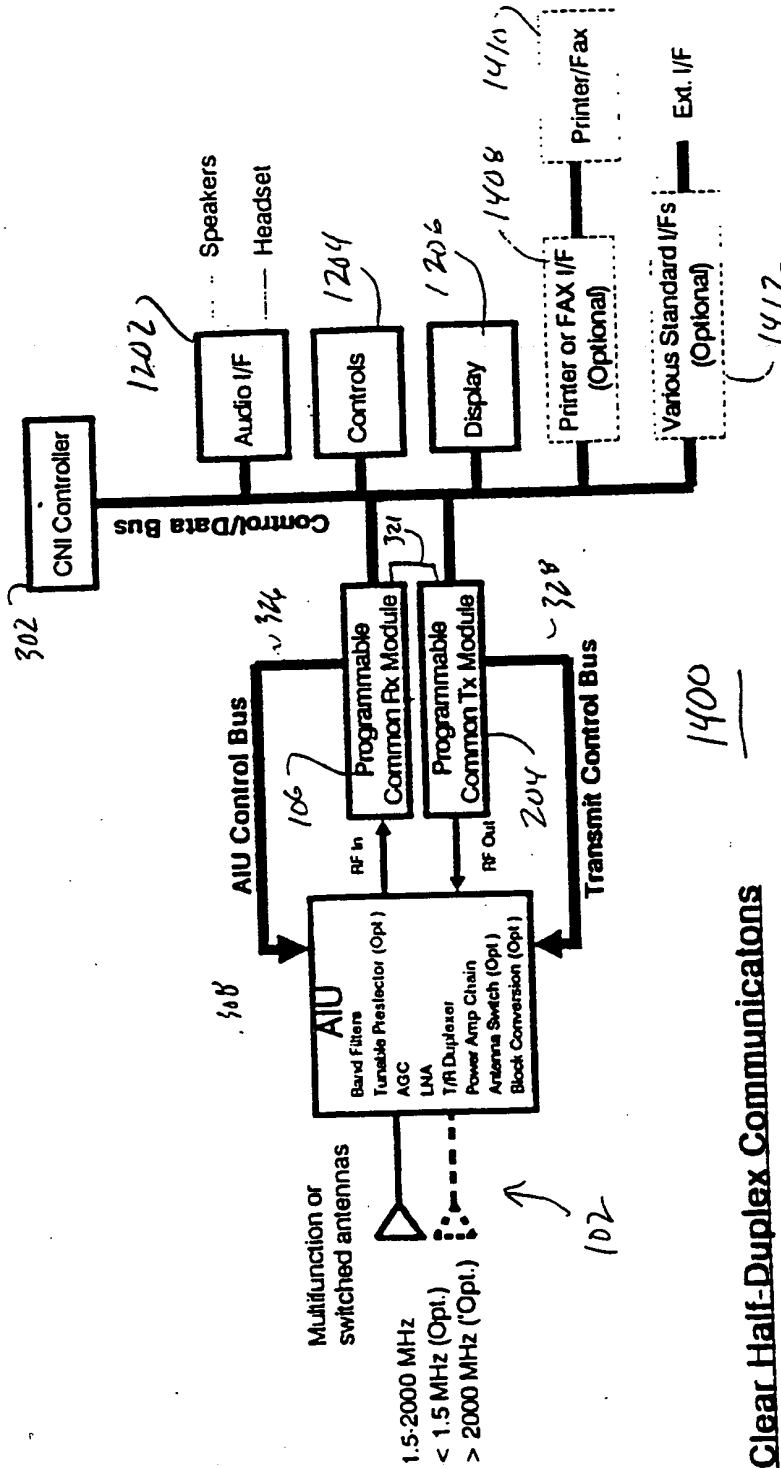 302
CNI Controller
Control/Data Bus
1202
Audio I/F
Speakers
Headset
1204
Controls
1206
Display
1408
Printer or FAX I/F
(Optional)
1410
Printer/Fax
Various Standard I/Fs
(Optional)
Ext. I/F
1412
AIU Control Bus
326
106
Programmable
Common Rx Module
321
Programmable
Common Tx Module
204
328
Transmit Control Bus
RF In
RF Out
308
AIU
Band Filters
Tunable Preslector (Opt)
AGC
LNA
T/R Duplexer
Power Amp Chain
Antenna Switch (Opt)
Block Conversion (Opt)
Multifunction or
switched antennas
1.5-2000 MHz
< 1.5 MHz (Opt.)
> 2000 MHz ('Opt.)
102
1400
Clear Half-Duplex Communicatons